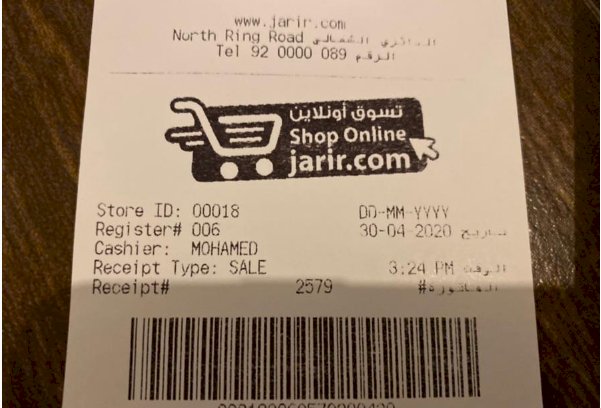 www.jarir.com
North Ring Road الدائري الشمالي
Tel 92 0000 089 الرقم
تسوق أونلاين
Shop Online
jarir.com
Store ID: 00018 DD-MM-YYYY
Register# 006 30-04-2020 تاريخ
Cashier: MOHAMED
Receipt Type: SALE 3:24 PM الوقت
Receipt# 2579 #الفاتورة